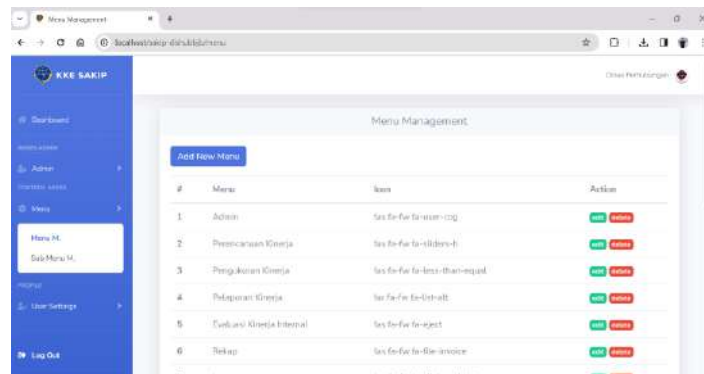 Menu Management
localhost/sakip-dishub/
KKE SAKIP
Dinas Perhubungan
Dashboard
Menu Management
Add New Menu
Admin
# Menu Icon Action
Menu
1 Admin fas fa-fw fa-user-cog edit delete
Menu M.
2 Perencanaan Kinerja fas fa-fw fa-sliders-h edit delete
Sub Menu M.
3 Pengukuran Kinerja fas fa-fw fa-less-than-equal edit delete
User Settings
4 Pelaporan Kinerja fas fa-fw fa-list-alt edit delete
5 Evaluasi Kinerja Internal fas fa-fw fa-eject edit delete
Log Out
6 Rekap fas fa-fw fa-file-invoice edit delete